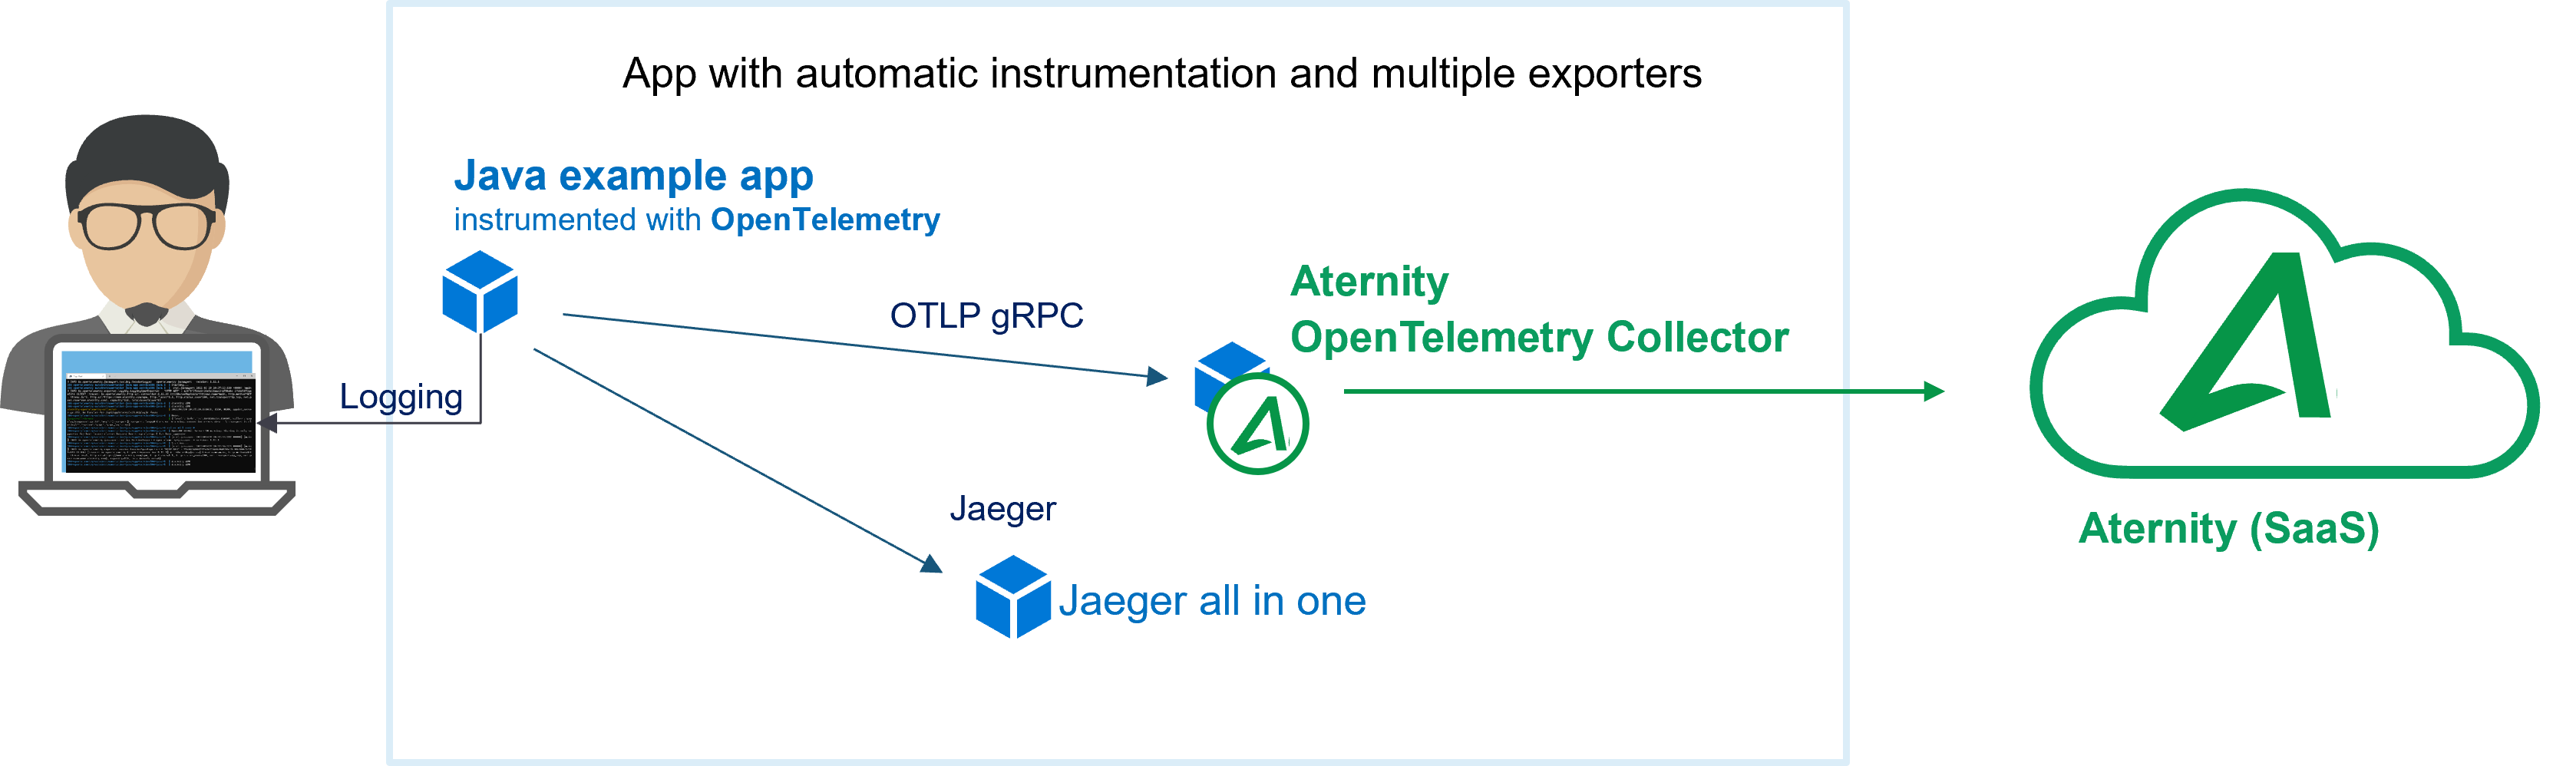 App with automatic instrumentation and multiple exporters
Java example app
instrumented with OpenTelemetry
OTLP gRPC
Aternity
OpenTelemetry Collector
Logging
Jaeger
Jaeger all in one
Aternity (SaaS)